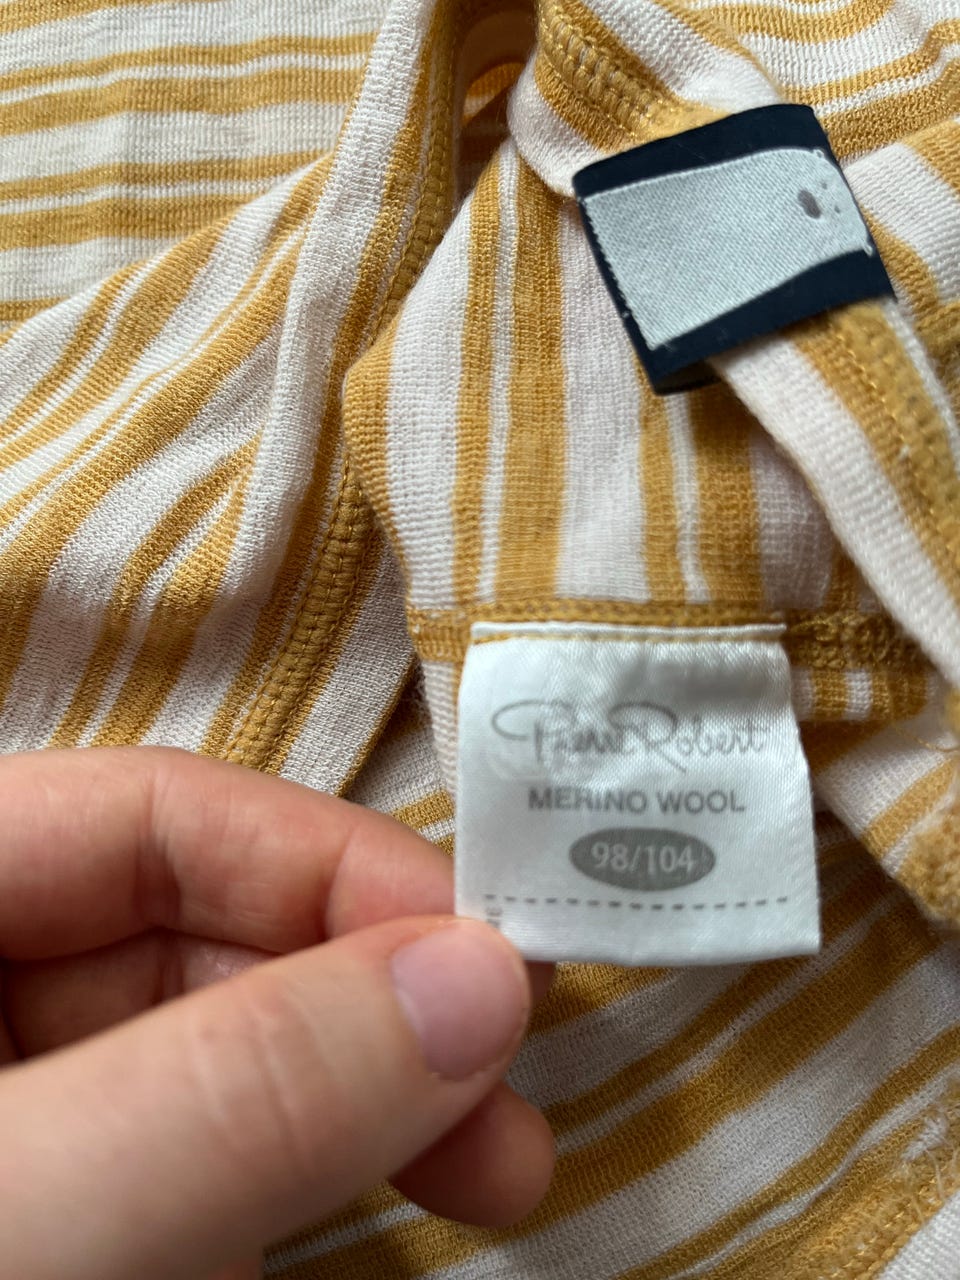 Pierre Robert
MERINO WOOL
98/104